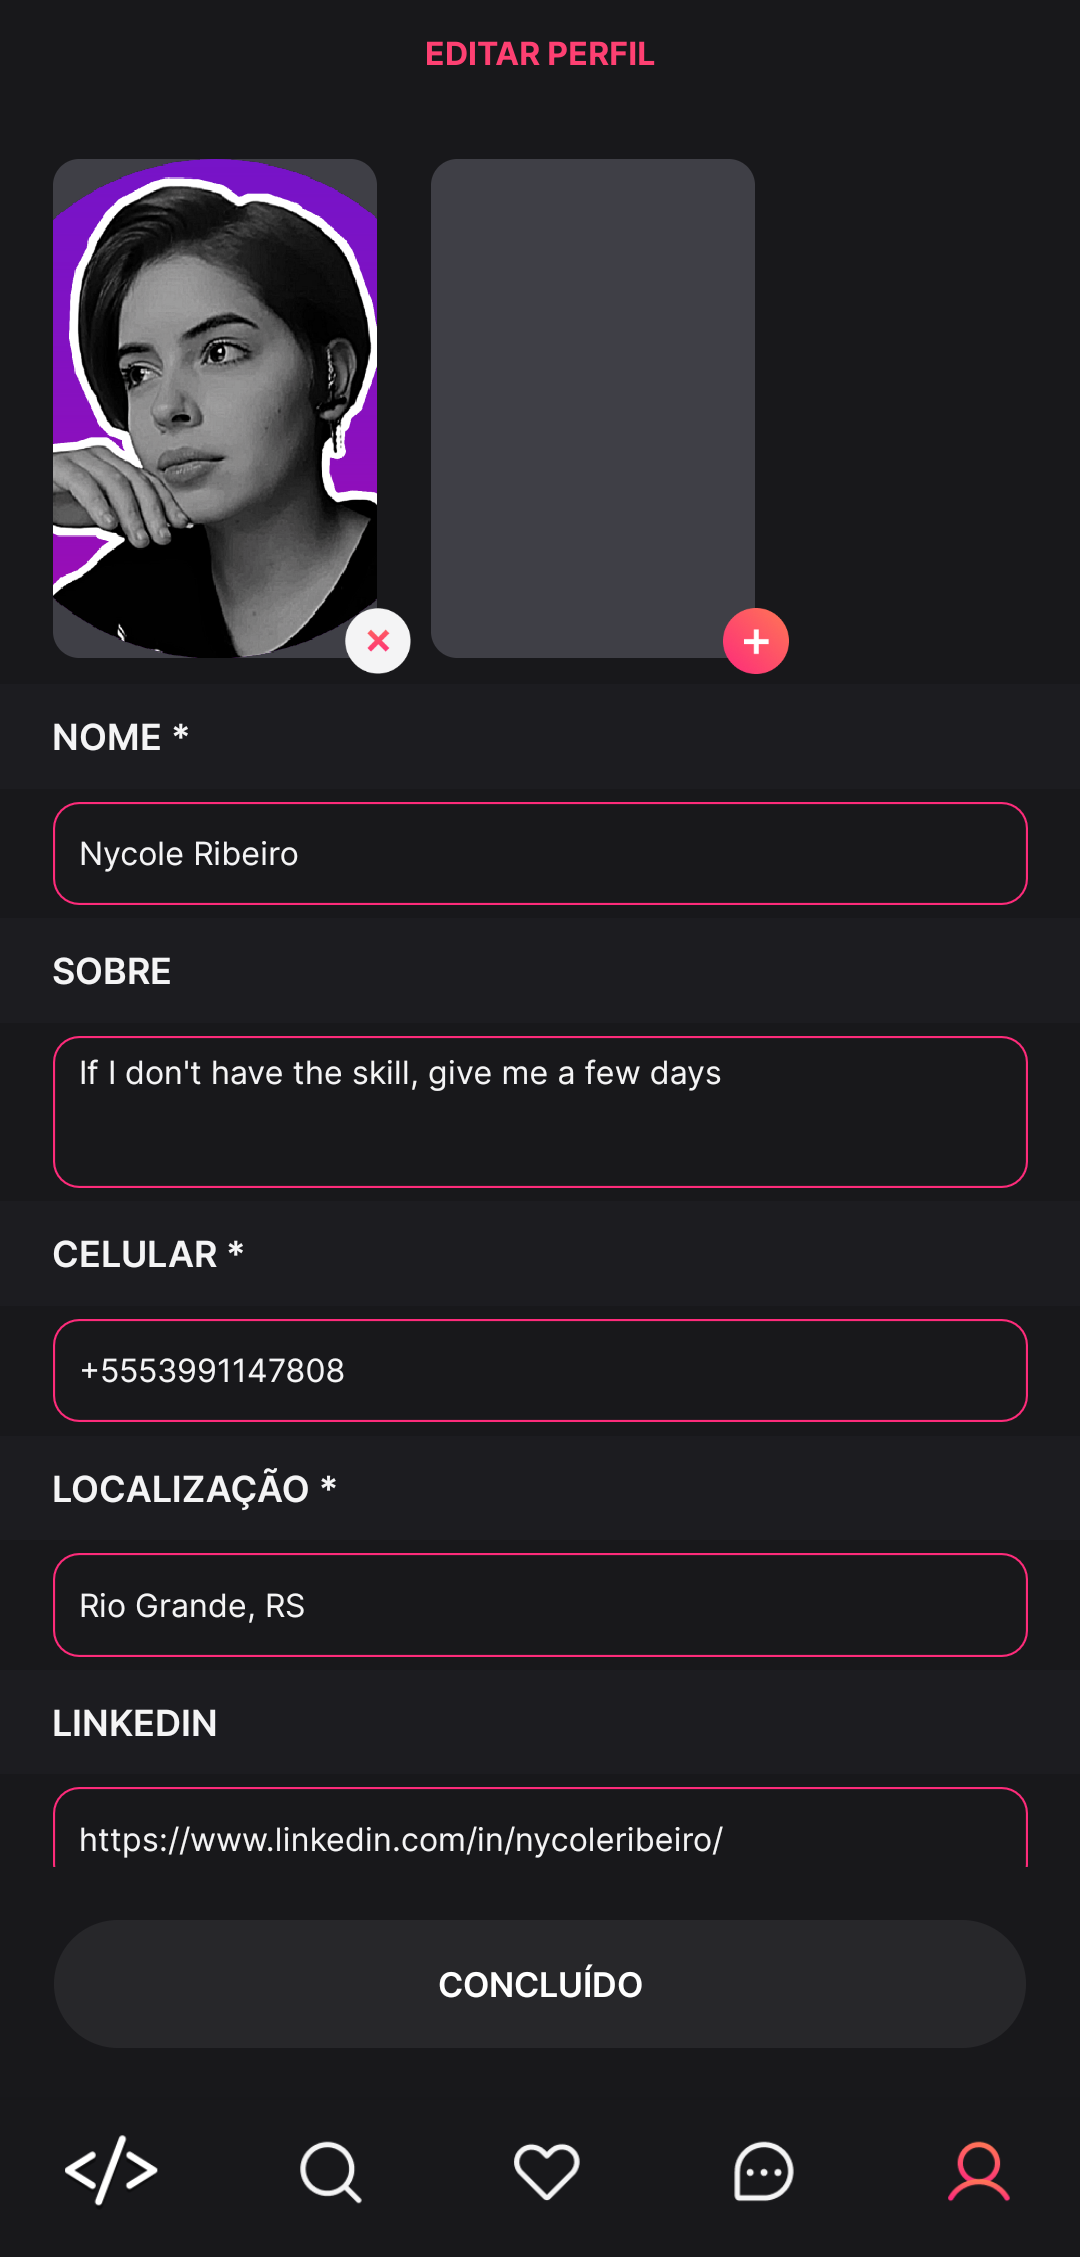 EDITAR PERFIL
NOME *
Nycole Ribeiro
SOBRE
If I don't have the skill, give me a few days
CELULAR *
+5553991147808
LOCALIZAÇÃO *
Rio Grande, RS
LINKEDIN
https://www.linkedin.com/in/nycoleribeiro/
CONCLUÍDO